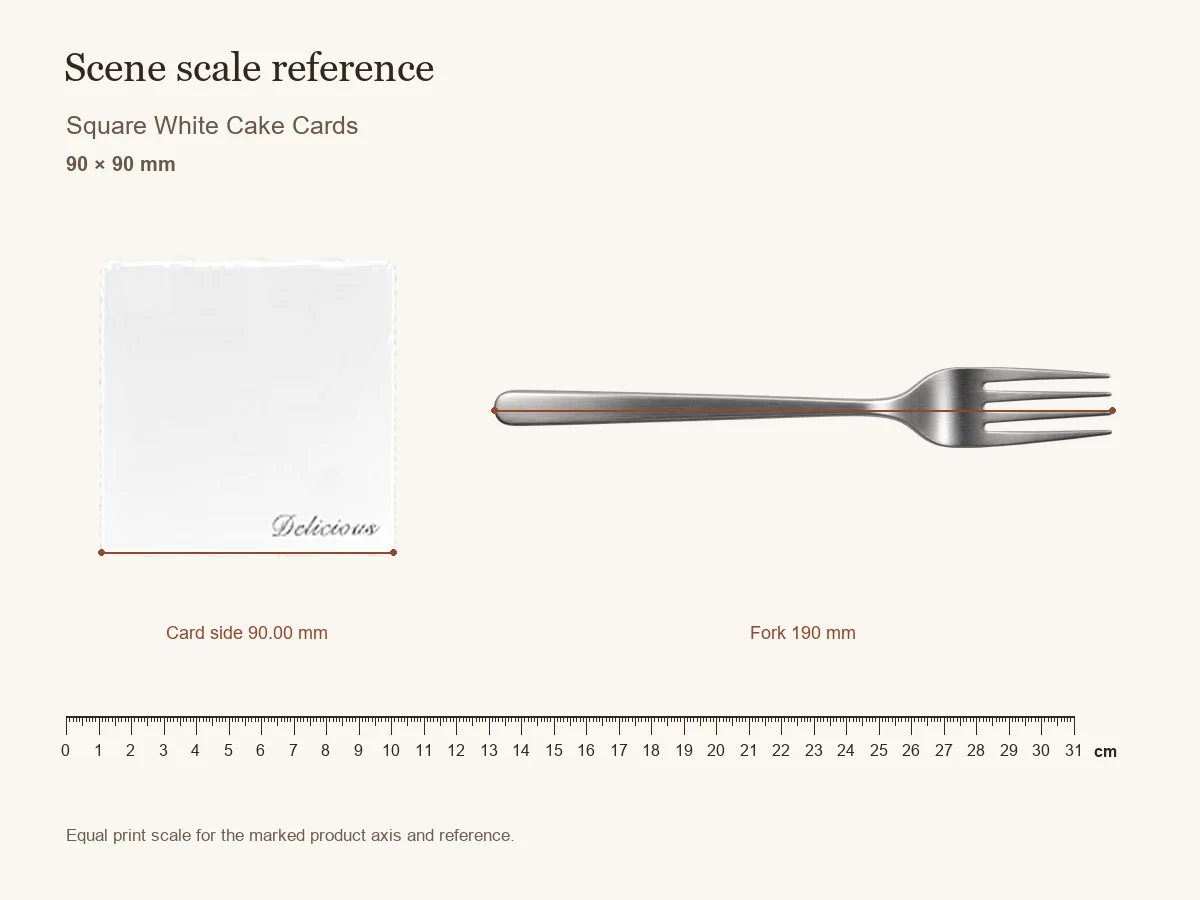 Scene scale reference
Square White Cake Cards
90 × 90 mm
Delicious
Card side 90.00 mm
Fork 190 mm
0 1 2 3 4 5 6 7 8 9 10 11 12 13 14 15 16 17 18 19 20 21 22 23 24 25 26 27 28 29 30 31 cm
Equal print scale for the marked product axis and reference.